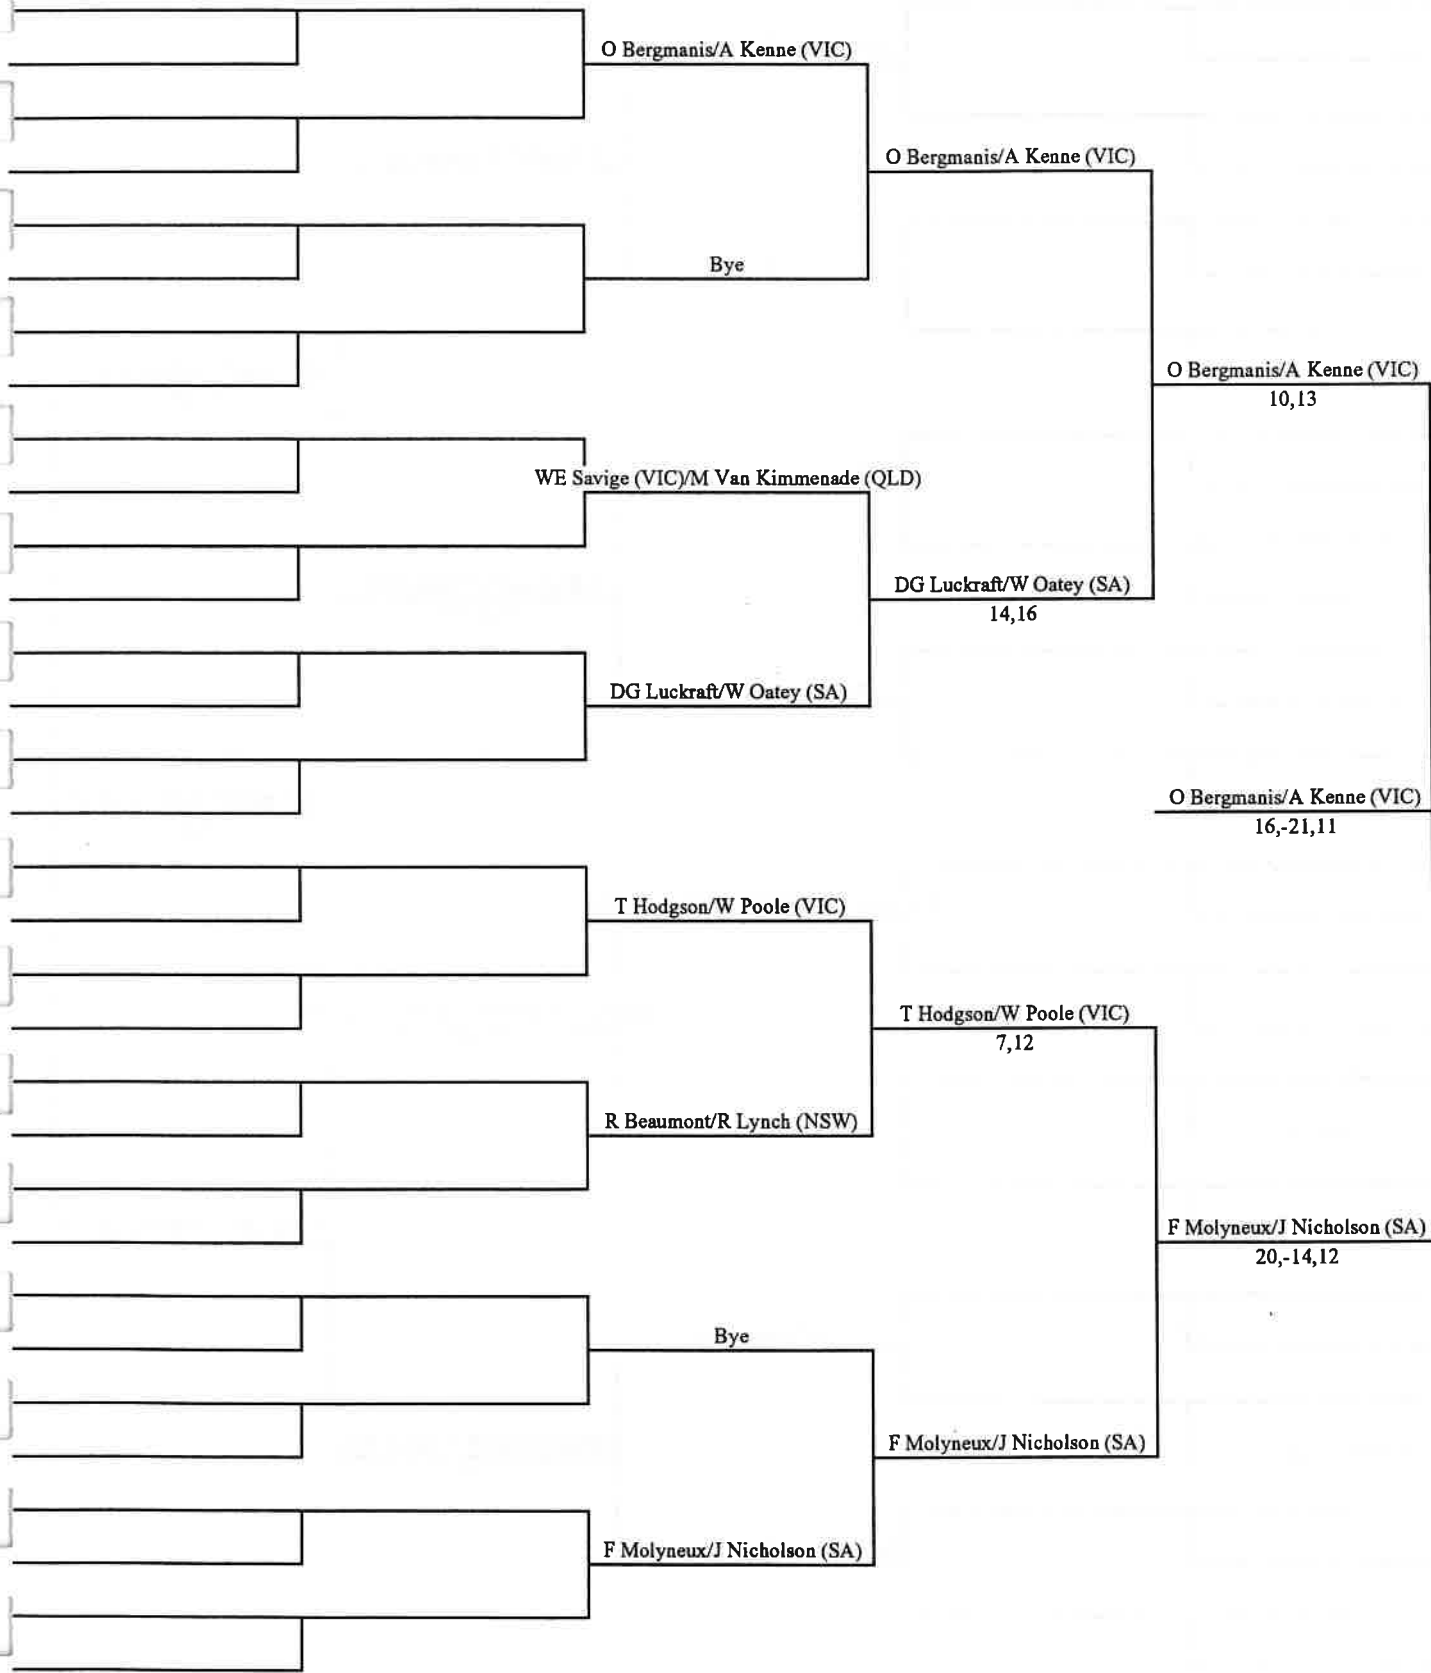 O Bergmanis/A Kenne (VIC)
O Bergmanis/A Kenne (VIC)
Bye
O Bergmanis/A Kenne (VIC)
10,13
WE Savige (VIC)/M Van Kimmenade (QLD)
DG Luckraft/W Oatey (SA)
14,16
DG Luckraft/W Oatey (SA)
O Bergmanis/A Kenne (VIC)
16,-21,11
T Hodgson/W Poole (VIC)
T Hodgson/W Poole (VIC)
7,12
R Beaumont/R Lynch (NSW)
F Molyneux/J Nicholson (SA)
20,-14,12
Bye
F Molyneux/J Nicholson (SA)
F Molyneux/J Nicholson (SA)